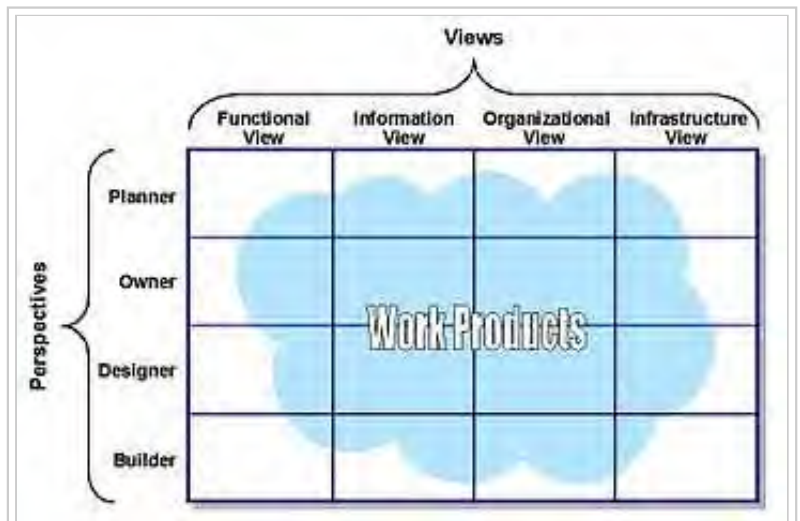 Views
Functional View
Information View
Organizational View
Infrastructure View
Planner
Owner
Work Products
Designer
Builder
Perspectives